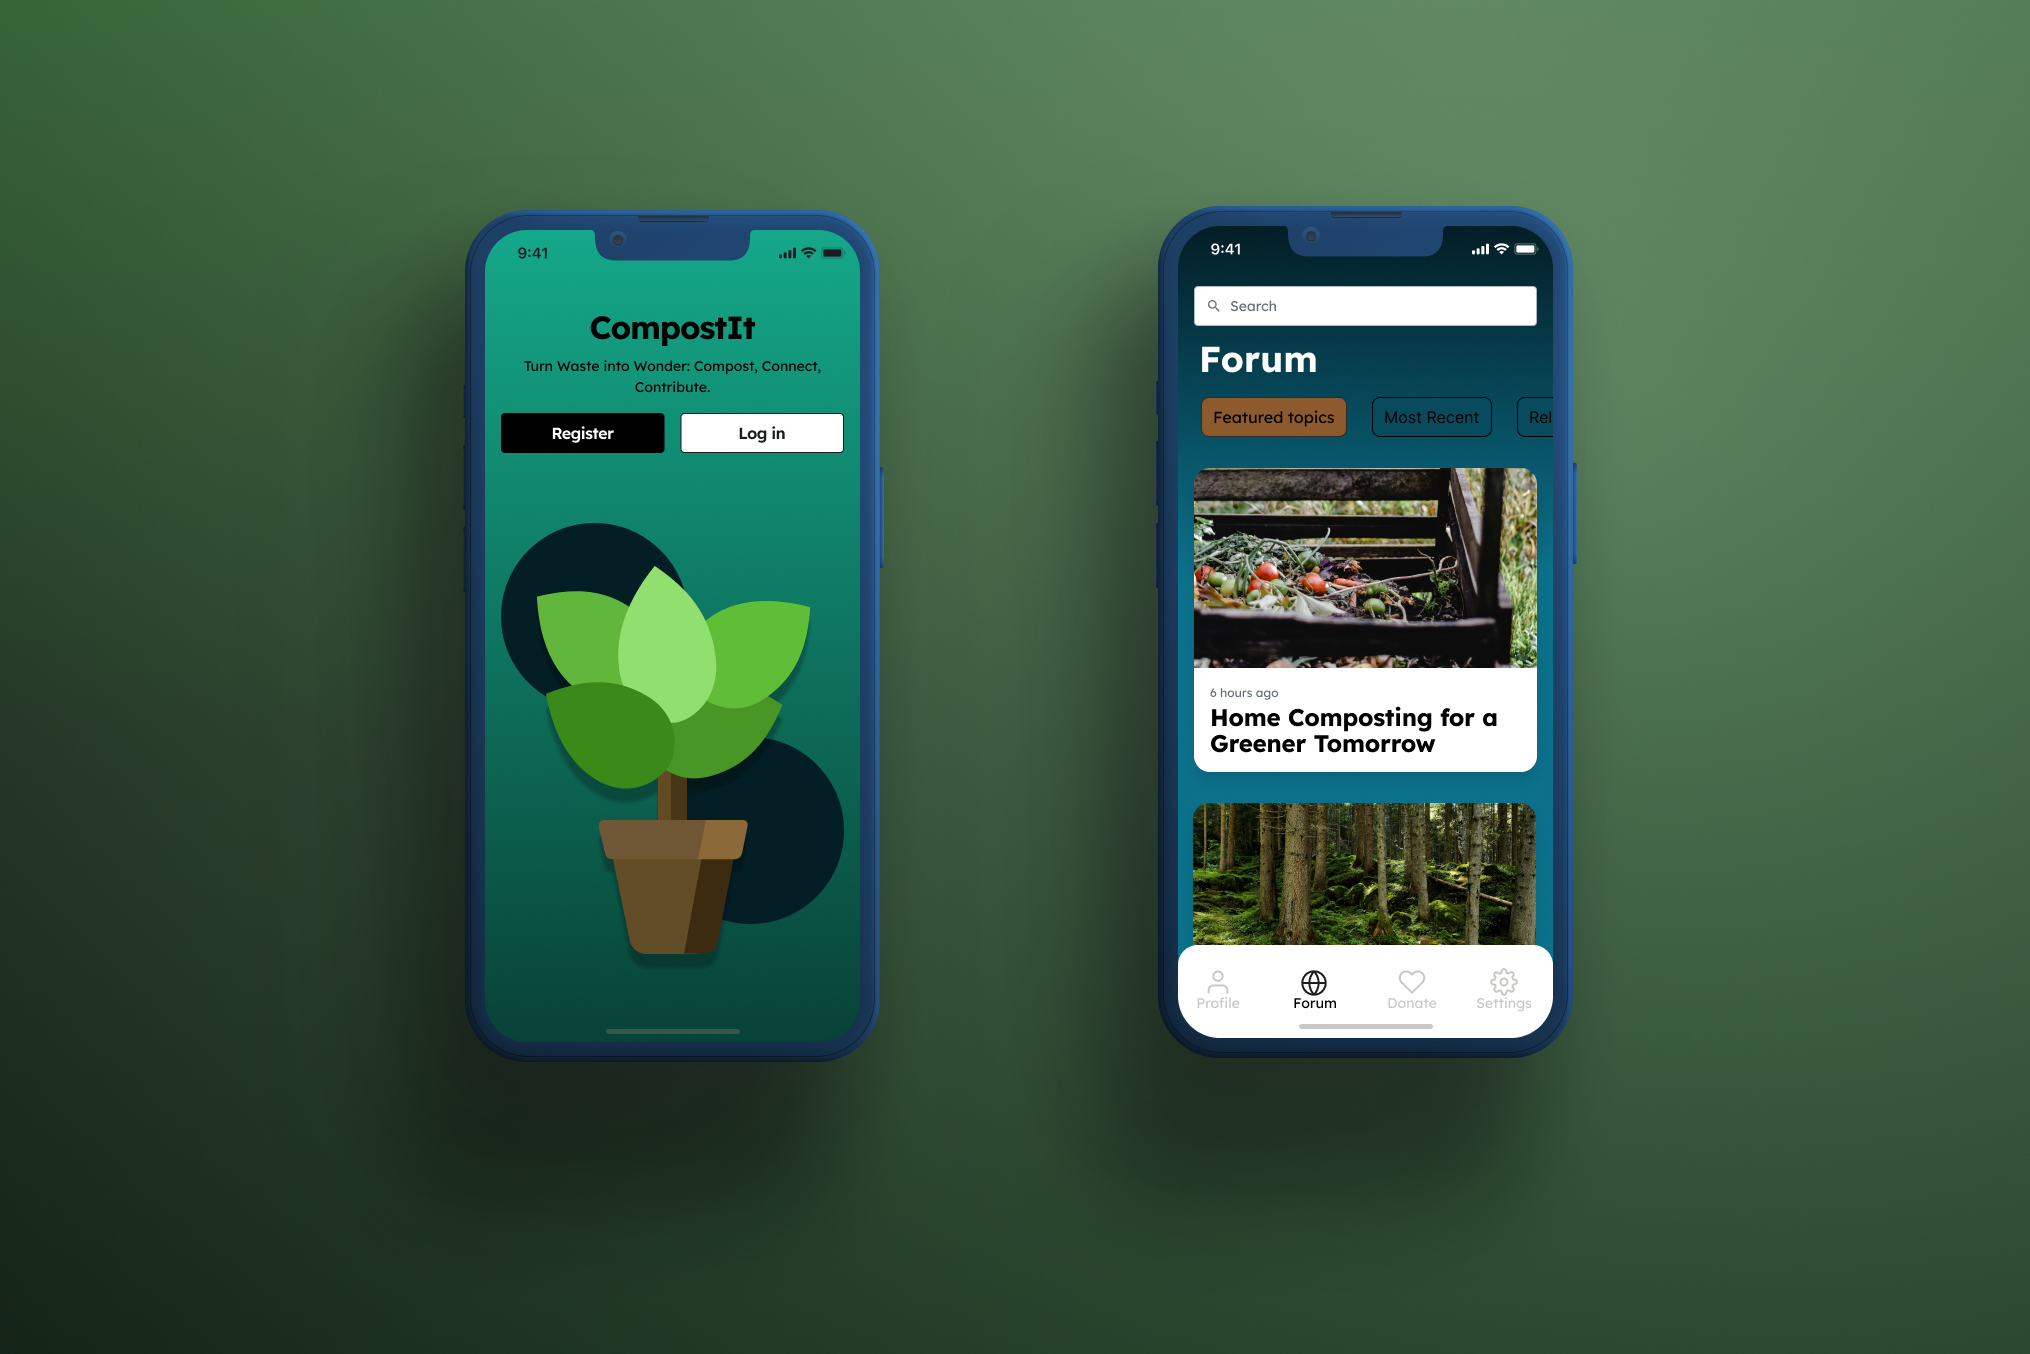 9:41
CompostIt
Turn Waste into Wonder: Compost, Connect,
Contribute.
Register
Log in
9:41
Search
Forum
Featured topics
Most Recent
Rel
6 hours ago
Home Composting for a
Greener Tomorrow
Profile
Forum
Donate
Settings